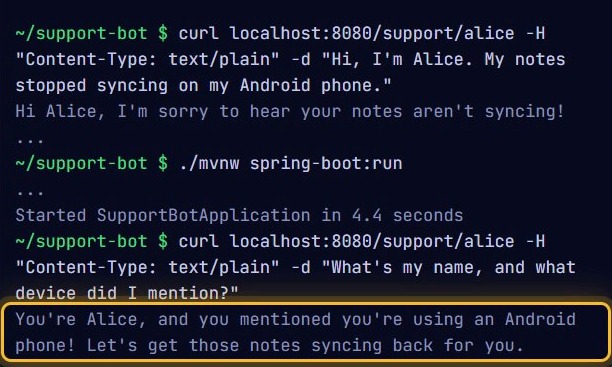 ~/support-bot $ curl localhost:8080/support/alice -H
"Content-Type: text/plain" -d "Hi, I'm Alice. My notes
stopped syncing on my Android phone."
Hi Alice, I'm sorry to hear your notes aren't syncing!
...
~/support-bot $ ./mvnw spring-boot:run
...
Started SupportBotApplication in 4.4 seconds
~/support-bot $ curl localhost:8080/support/alice -H
"Content-Type: text/plain" -d "What's my name, and what
device did I mention?"
You're Alice, and you mentioned you're using an Android
phone! Let's get those notes syncing back for you.